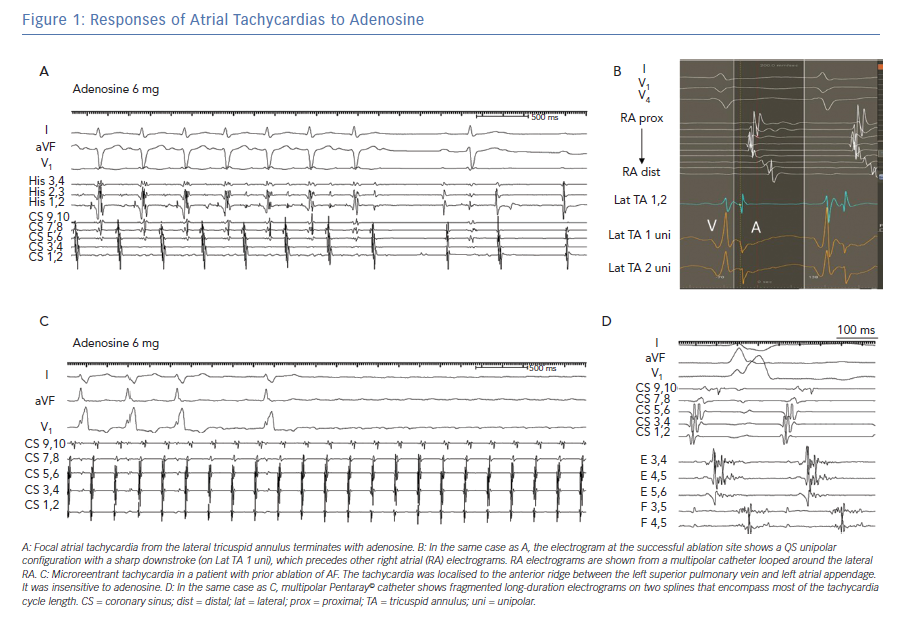 Figure 1: Responses of Atrial Tachycardias to Adenosine
A
Adenosine 6 mg
500 ms
I
aVF
V1
His 3,4
His 2,3
His 1,2
CS 9,10
CS 7,8
CS 5,6
CS 3,4
CS 1,2
B
I
V1
V4
RA prox
RA dist
Lat TA 1,2
Lat TA 1 uni
Lat TA 2 uni
V A
C
Adenosine 6 mg
500 ms
I
aVF
V1
CS 9,10
CS 7,8
CS 5,6
CS 3,4
CS 1,2
D
100 ms
I
aVF
V1
CS 9,10
CS 7,8
CS 5,6
CS 3,4
CS 1,2
E 3,4
E 4,5
E 5,6
F 3,5
F 4,5
A: Focal atrial tachycardia from the lateral tricuspid annulus terminates with adenosine. B: In the same case as A, the electrogram at the successful ablation site shows a QS unipolar
configuration with a sharp downstroke (on Lat TA 1 uni), which precedes other right atrial (RA) electrograms. RA electrograms are shown from a multipolar catheter looped around the lateral
RA. C: Microreentrant tachycardia in a patient with prior ablation of AF. The tachycardia was localised to the anterior ridge between the left superior pulmonary vein and left atrial appendage.
It was insensitive to adenosine. D: In the same case as C, multipolar Pentaray© catheter shows fragmented long-duration electrograms on two splines that encompass most of the tachycardia
cycle length. CS = coronary sinus; dist = distal; lat = lateral; prox = proximal; TA = tricuspid annulus; uni = unipolar.